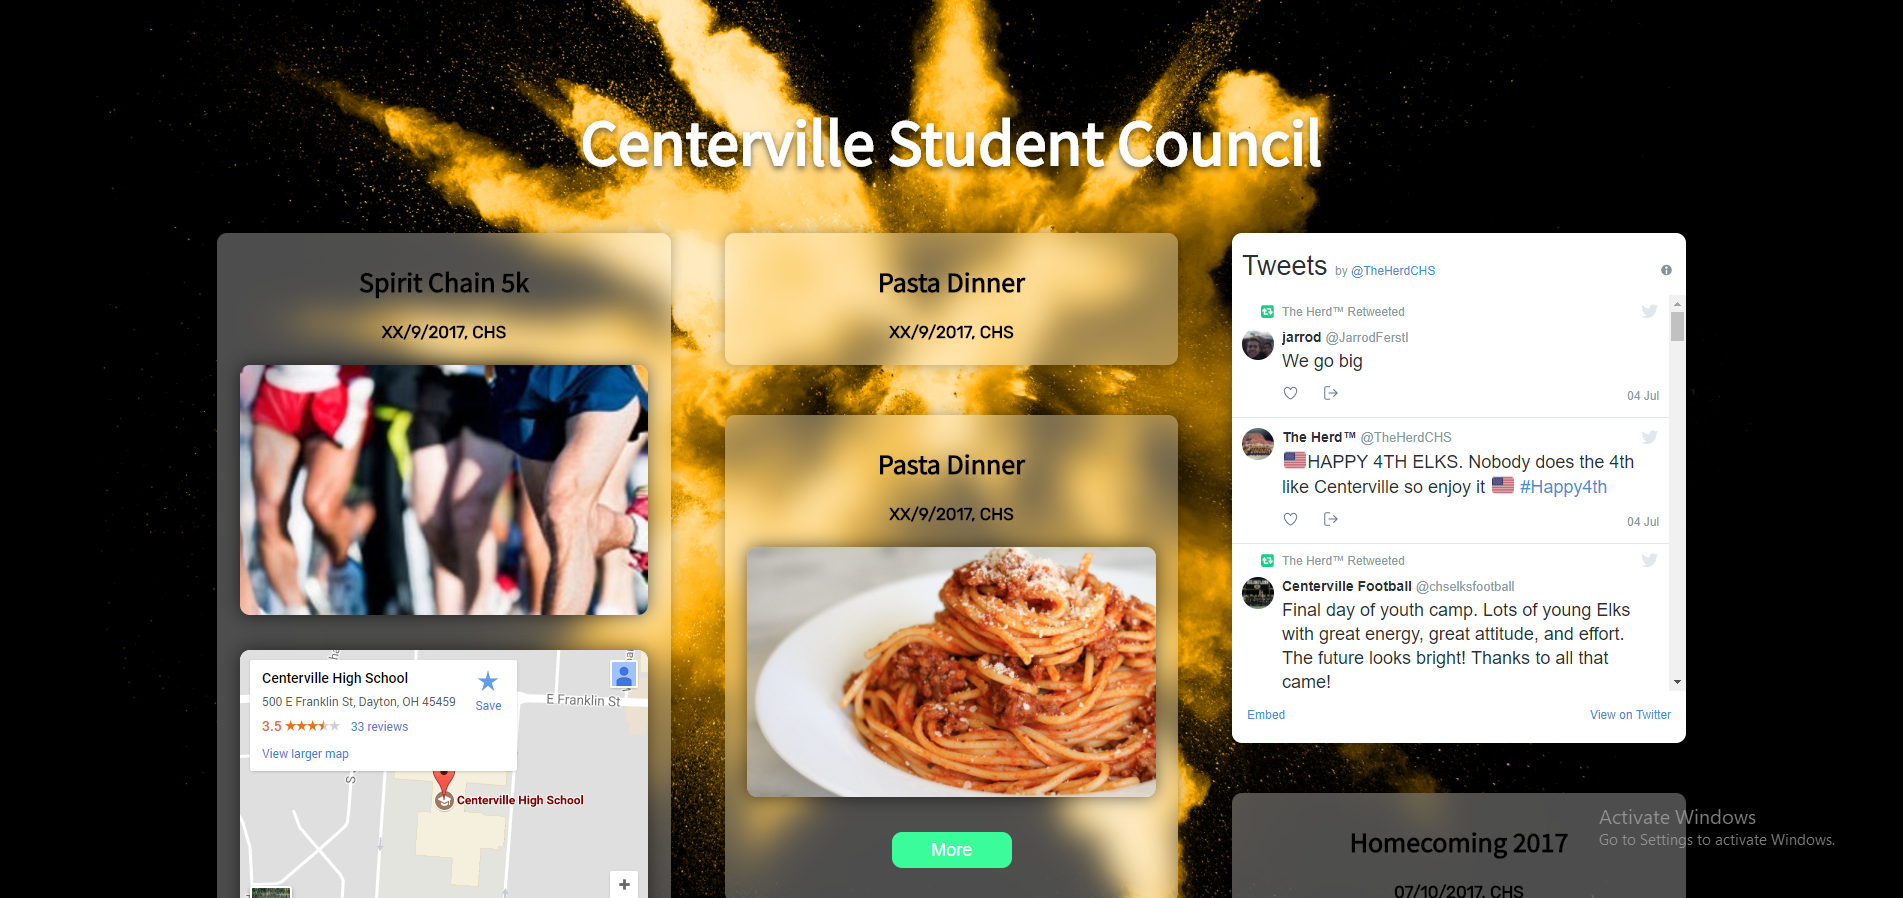 Centerville Student Council
Spirit Chain 5k
XX/9/2017, CHS
Centerville High School
500 E Franklin St, Dayton, OH 45459
Save
3.5
33 reviews
View larger map
E Franklin St
Centerville High School
+
Pasta Dinner
XX/9/2017, CHS
Pasta Dinner
XX/9/2017, CHS
More
Tweets by @TheHerdCHS
The Herd™ Retweeted
jarrod @JarrodFerstl
We go big
04 Jul
The Herd™ @TheHerdCHS
🇺🇸HAPPY 4TH ELKS. Nobody does the 4th
like Centerville so enjoy it 🇺🇸 #Happy4th
04 Jul
The Herd™ Retweeted
Centerville Football @chselksfootball
Final day of youth camp. Lots of young Elks
with great energy, great attitude, and effort.
The future looks bright! Thanks to all that
came!
Embed
View on Twitter
Homecoming 2017
07/10/2017, CHS
Activate Windows
Go to Settings to activate Windows.